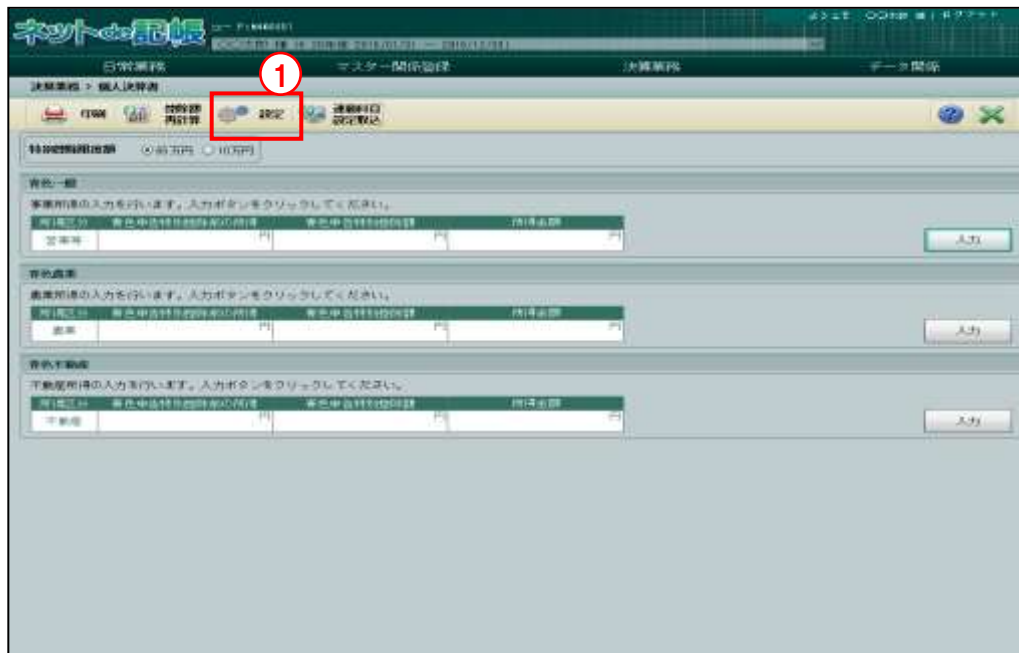 ネットde記帳
日常業務 マスター関係登録 決算業務 データ関係
決算業務 > 個人決算書
①
印刷 控除額再計算 設定 連動科目設定取込
特別控除限度額 65万円 10万円
青色一般
事業所得の入力を行います。入力ボタンをクリックしてください。
所得区分 青色申告特別控除前の所得 青色申告特別控除額 所得金額
営業等 円 円 円 入力
青色農業
農業所得の入力を行います。入力ボタンをクリックしてください。
所得区分 青色申告特別控除前の所得 青色申告特別控除額 所得金額
農業 円 円 円 入力
青色不動産
不動産所得の入力を行います。入力ボタンをクリックしてください。
所得区分 青色申告特別控除前の所得 青色申告特別控除額 所得金額
不動産 円 円 円 入力